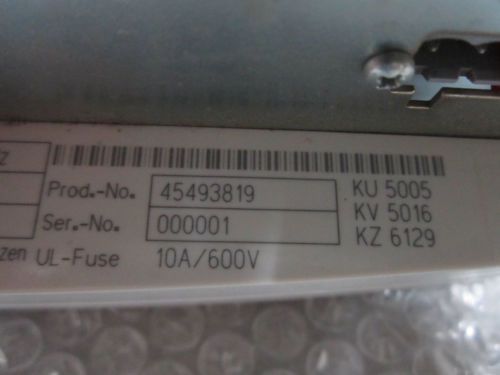 z
Prod.-No. 45493819 KU 5005
Ser.-No. 000001 KV 5016
KZ 6129
zen UL-Fuse 10A/600V